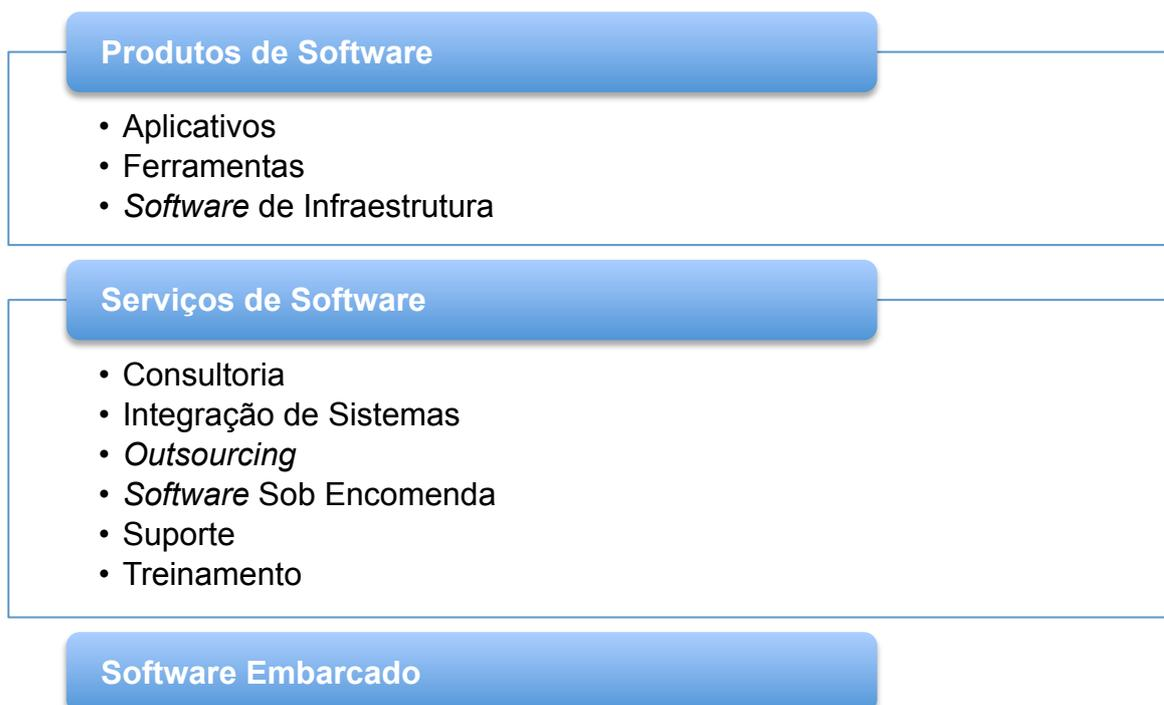 Produtos de Software
• Aplicativos
• Ferramentas
• Software de Infraestrutura
Serviços de Software
• Consultoria
• Integração de Sistemas
• Outsourcing
• Software Sob Encomenda
• Suporte
• Treinamento
Software Embarcado